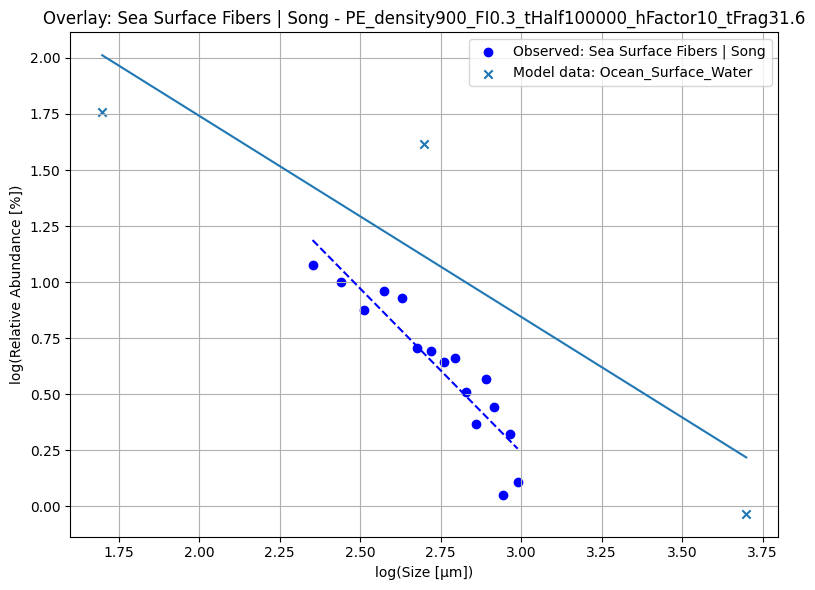 Overlay: Sea Surface Fibers | Song - PE_density900_FI0.3_tHalf100000_hFactor10_tFrag31.6
Observed: Sea Surface Fibers | Song
Model data: Ocean_Surface_Water
log(Relative Abundance [%])
2.00
1.75
1.50
1.25
1.00
0.75
0.50
0.25
0.00
1.75 2.00 2.25 2.50 2.75 3.00 3.25 3.50 3.75
log(Size [µm])